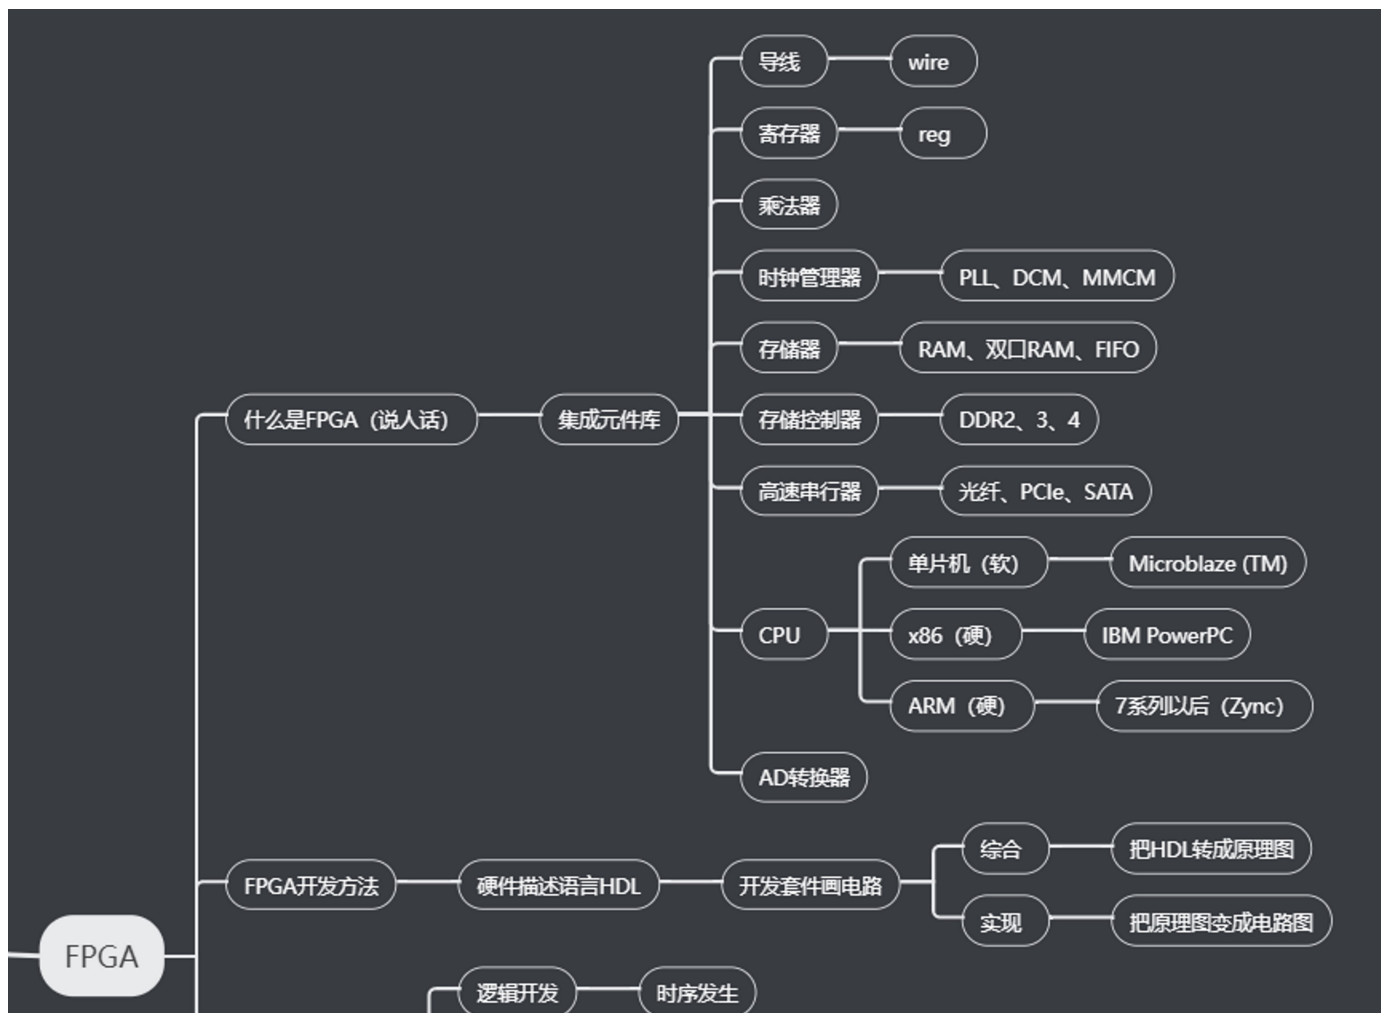 导线
wire
寄存器
reg
乘法器
时钟管理器
PLL、DCM、MMCM
存储器
RAM、双口RAM、FIFO
什么是FPGA（说人话）
集成元件库
存储控制器
DDR2、3、4
高速串行器
光纤、PCIe、SATA
单片机（软）
Microblaze (TM)
CPU
x86（硬）
IBM PowerPC
ARM（硬）
7系列以后（Zync）
AD转换器
综合
把HDL转成原理图
FPGA开发方法
硬件描述语言HDL
开发套件画电路
实现
把原理图变成电路图
FPGA
逻辑开发
时序发生